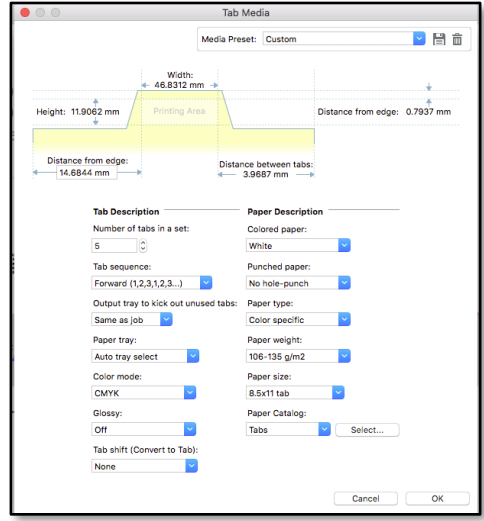 Tab Media
Media Preset: Custom
Width:
46.8312 mm
Height: 11.9062 mm
Printing Area
Distance from edge: 0.7937 mm
Distance from edge:
14.6844 mm
Distance between tabs:
3.9687 mm
Tab Description
Number of tabs in a set:
5
Tab sequence:
Forward (1,2,3,1,2,3...)
Output tray to kick out unused tabs:
Same as job
Paper tray:
Auto tray select
Color mode:
CMYK
Glossy:
Off
Tab shift (Convert to Tab):
None
Paper Description
Colored paper:
White
Punched paper:
No hole-punch
Paper type:
Color specific
Paper weight:
106-135 g/m2
Paper size:
8.5x11 tab
Paper Catalog:
Tabs
Select...
Cancel
OK